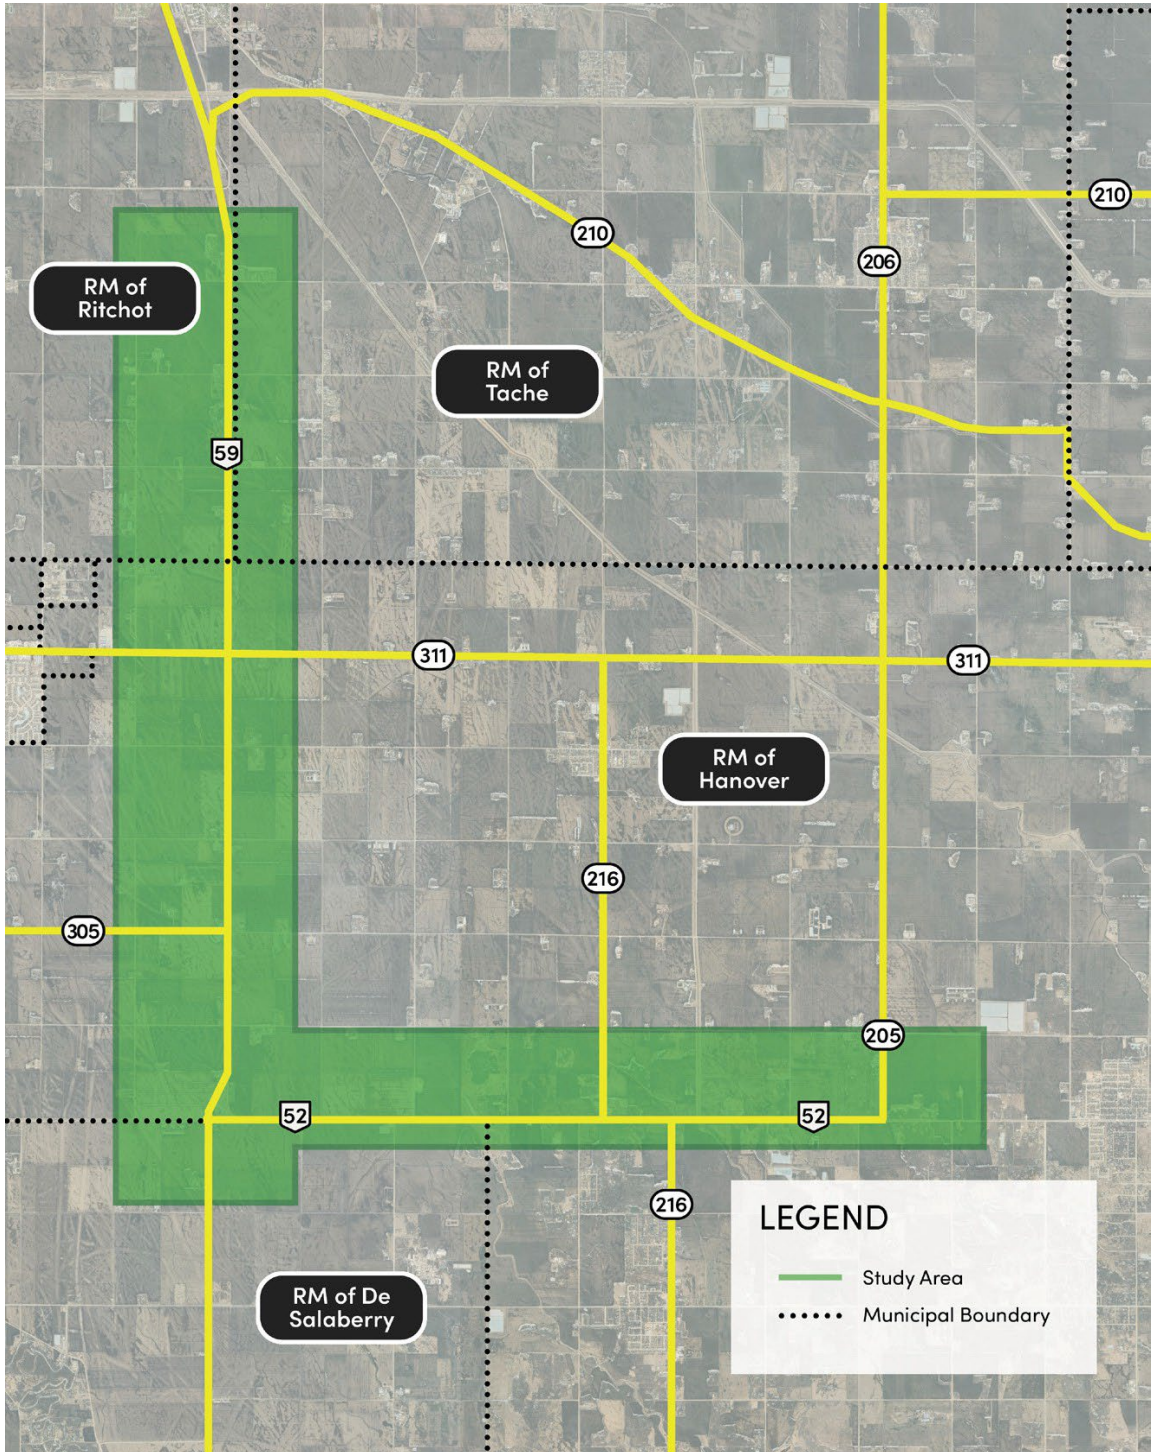 210
206
210
RM of
Ritchot
RM of
Tache
59
311
311
RM of
Hanover
216
305
205
52
52
216
LEGEND
Study Area
Municipal Boundary
RM of De
Salaberry